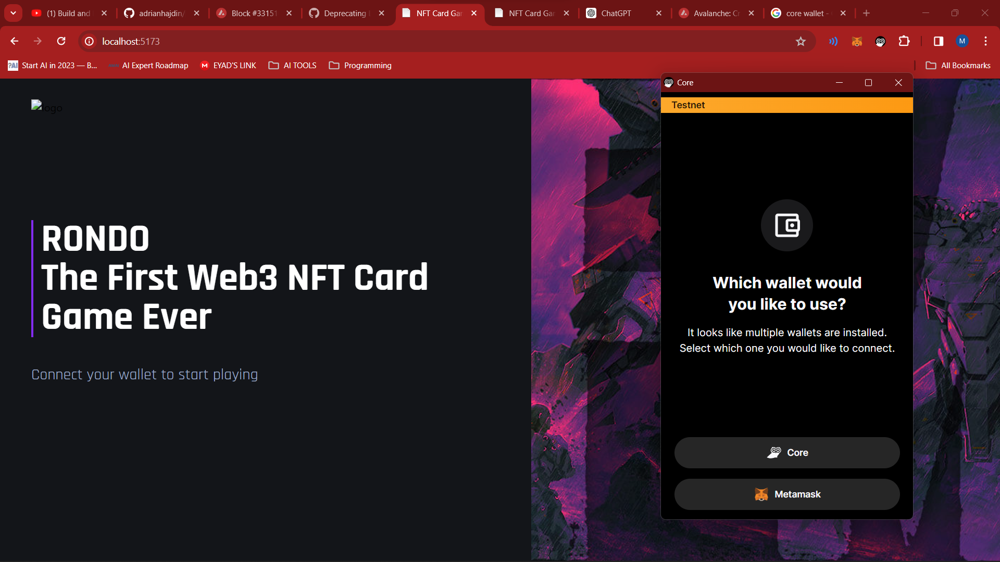 (1) Build and
adrianhajdin/
Block #33151
Deprecating
NFT Card Gar
NFT Card Gar
ChatGPT
Avalanche: Cr
core wallet -
localhost:5173
M
?AI
Start AI in 2023 — B...
AI Expert Roadmap
M
EYAD'S LINK
AI TOOLS
Programming
All Bookmarks
logo
RONDO
The First Web3 NFT Card
Game Ever
Connect your wallet to start playing
Core
Testnet
Which wallet would
you like to use?
It looks like multiple wallets are installed.
Select which one you would like to connect.
Core
Metamask